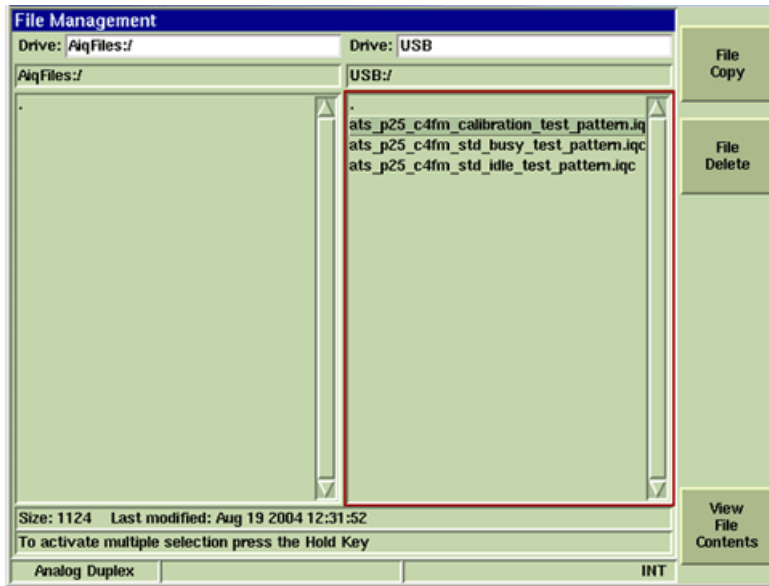 File Management
Drive: AiqFiles:/
Drive: USB
AiqFiles:/
USB:/
.
.
ats_p25_c4fm_calibration_test_pattern.iq
ats_p25_c4fm_std_busy_test_pattern.iqc
ats_p25_c4fm_std_idle_test_pattern.iqc
Size: 1124 Last modified: Aug 19 2004 12:31:52
To activate multiple selection press the Hold Key
Analog Duplex
INT
File
Copy
File
Delete
View
File
Contents